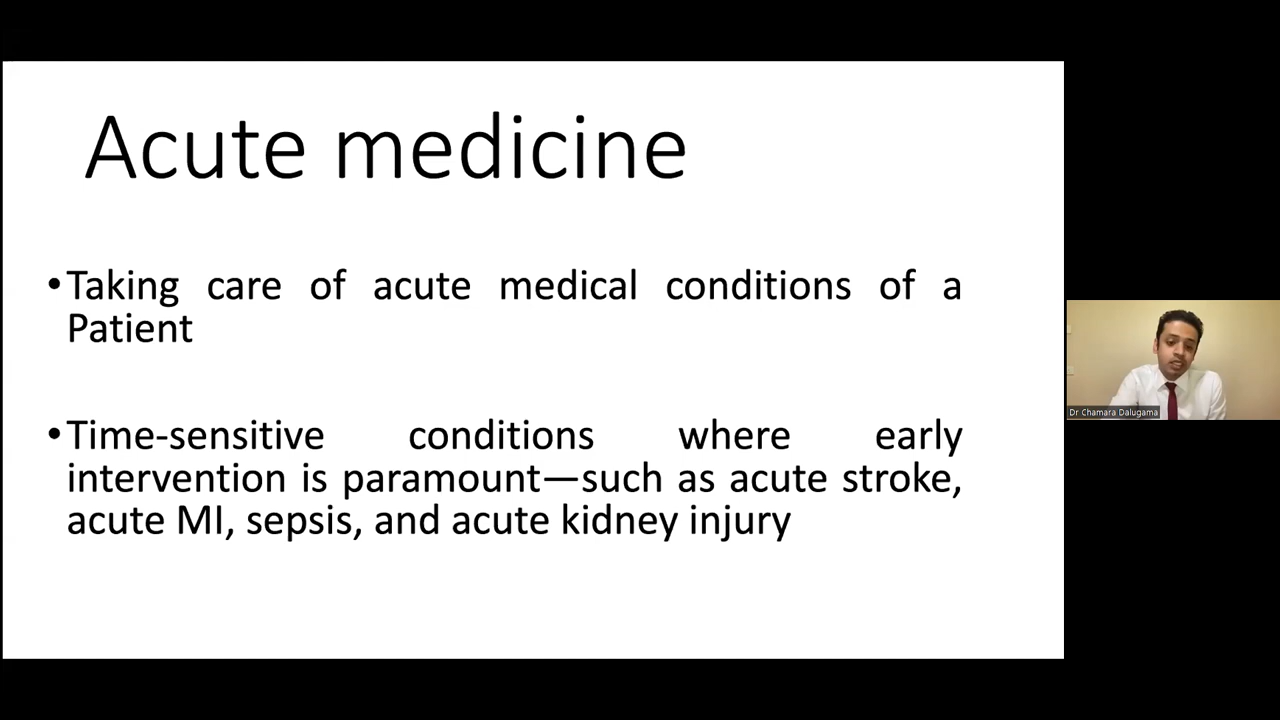 Acute medicine
•Taking care of acute medical conditions of a
Patient
•Time-sensitive conditions where early
intervention is paramount—such as acute stroke,
acute MI, sepsis, and acute kidney injury
Dr Chamara Dalugama